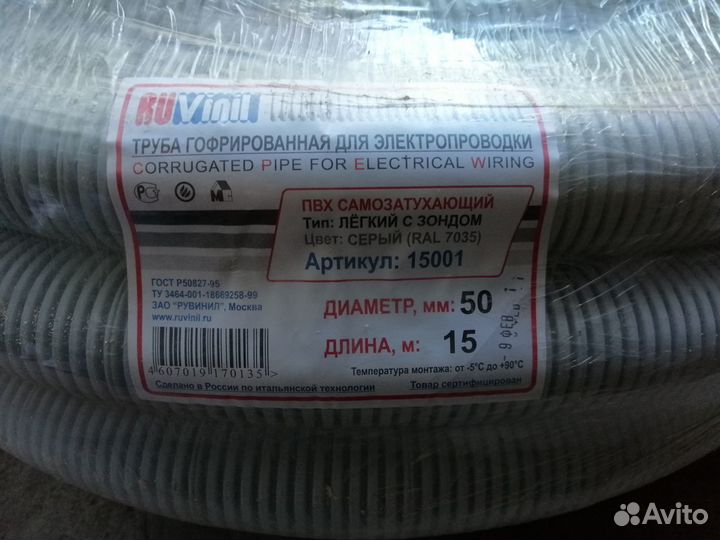 RUVinil
ТРУБА ГОФРИРОВАННАЯ ДЛЯ ЭЛЕКТРОПРОВОДКИ
CORRUGATED PIPE FOR ELECTRICAL WIRING
ПВХ САМОЗАТУХАЮЩИЙ
Тип: ЛЁГКИЙ С ЗОНДОМ
Цвет: СЕРЫЙ (RAL 7035)
Артикул: 15001
ГОСТ Р50827-95
ТУ 3464-001-18669258-99
ЗАО "РУВИНИЛ", Москва
www.ruvinil.ru
ДИАМЕТР, мм: 50
ДЛИНА, м: 15
4607019170135>
Температура монтажа: от -5°С до +90°С
Сделано в России по итальянской технологии
Товар сертифицирован
Avito